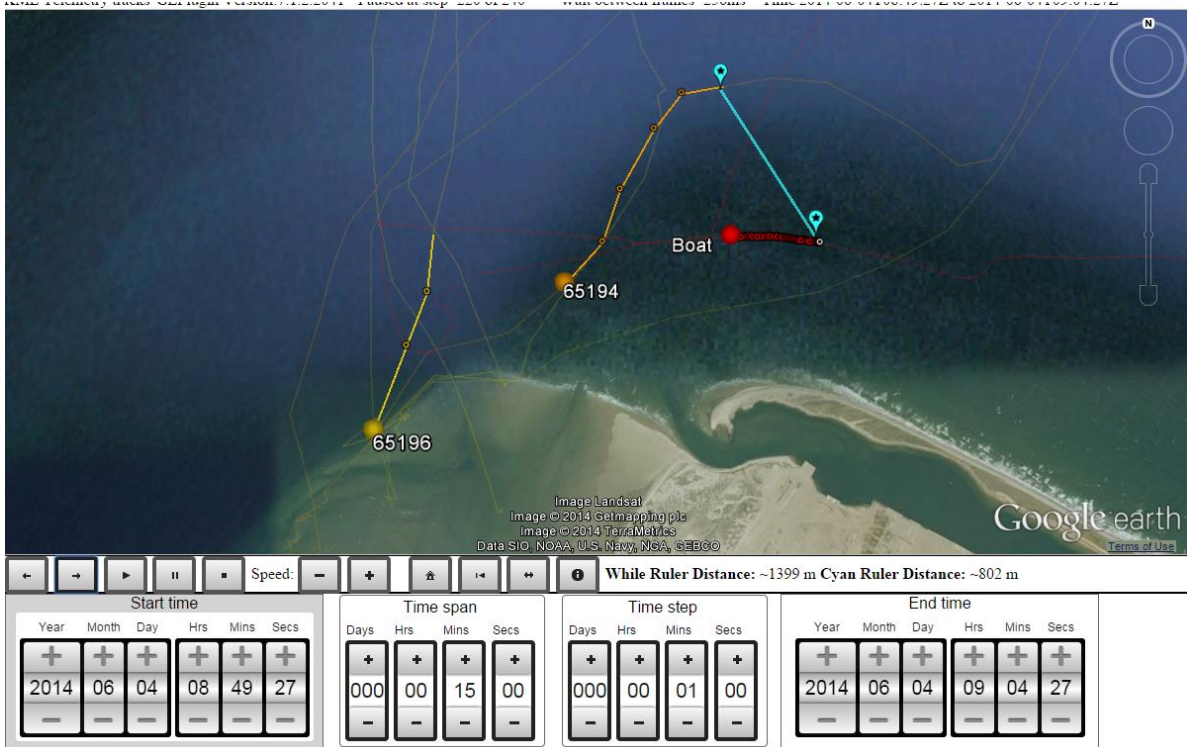 N
Boat
65194
65196
Image Landsat
Image © 2014 Getmapping plc
Image © 2014 TerraMetrics
Data SIO, NOAA, U.S. Navy, NGA, GEBCO
Google earth
Terms of Use
Speed: While Ruler Distance: ~1399 m Cyan Ruler Distance: ~802 m
Start time
Year Month Day Hrs Mins Secs
2014 06 04 08 49 27
Time span
Days Hrs Mins Secs
000 00 15 00
Time step
Days Hrs Mins Secs
000 00 01 00
End time
Year Month Day Hrs Mins Secs
2014 06 04 09 04 27